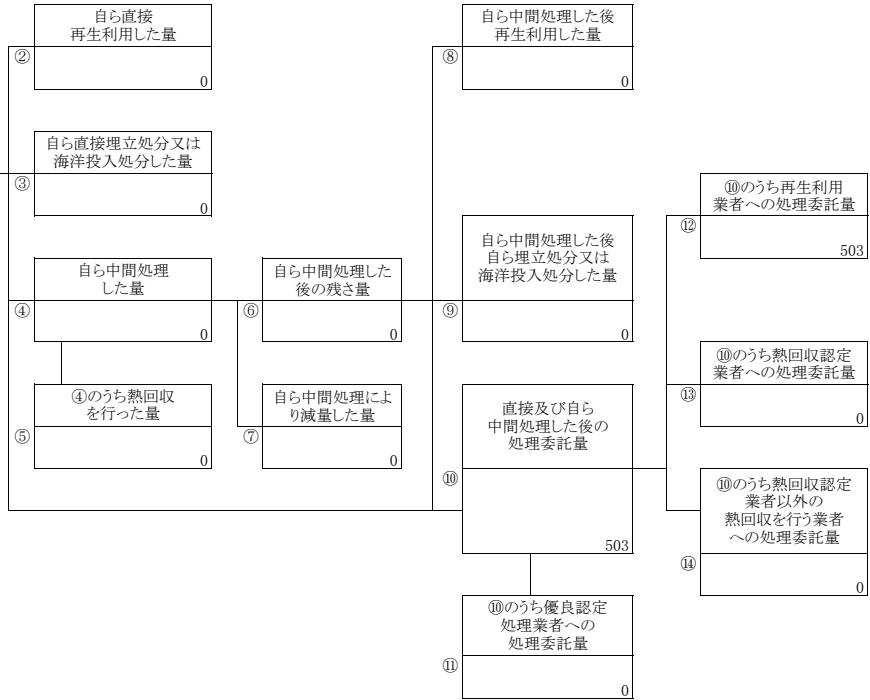 自ら直接
再生利用した量
②
0
自ら直接埋立処分又は
海洋投入処分した量
③
0
自ら中間処理
した量
④
0
④のうち熱回収
を行った量
⑤
0
自ら中間処理した
後の残さ量
⑥
0
自ら中間処理によ
り減量した量
⑦
0
自ら中間処理した後
再生利用した量
⑧
0
自ら中間処理した後
自ら埋立処分又は
海洋投入処分した量
⑨
0
直接及び自ら
中間処理した後の
処理委託量
⑩
503
⑩のうち優良認定
処理業者への
処理委託量
⑪
0
⑩のうち再生利用
業者への処理委託量
⑫
503
⑩のうち熱回収認定
業者への処理委託量
⑬
0
⑩のうち熱回収認定
業者以外の
熱回収を行う業者
への処理委託量
⑭
0